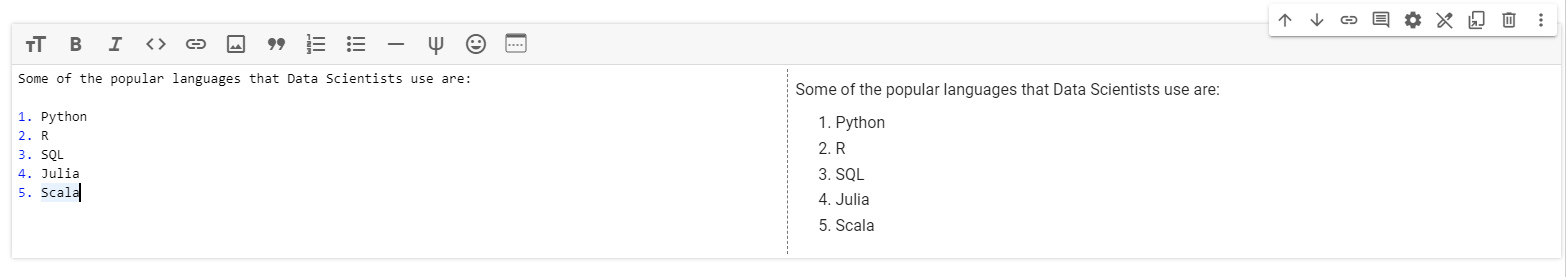 Some of the popular languages that Data Scientists use are:
1. Python
2. R
3. SQL
4. Julia
5. Scala
Some of the popular languages that Data Scientists use are:
1. Python
2. R
3. SQL
4. Julia
5. Scala